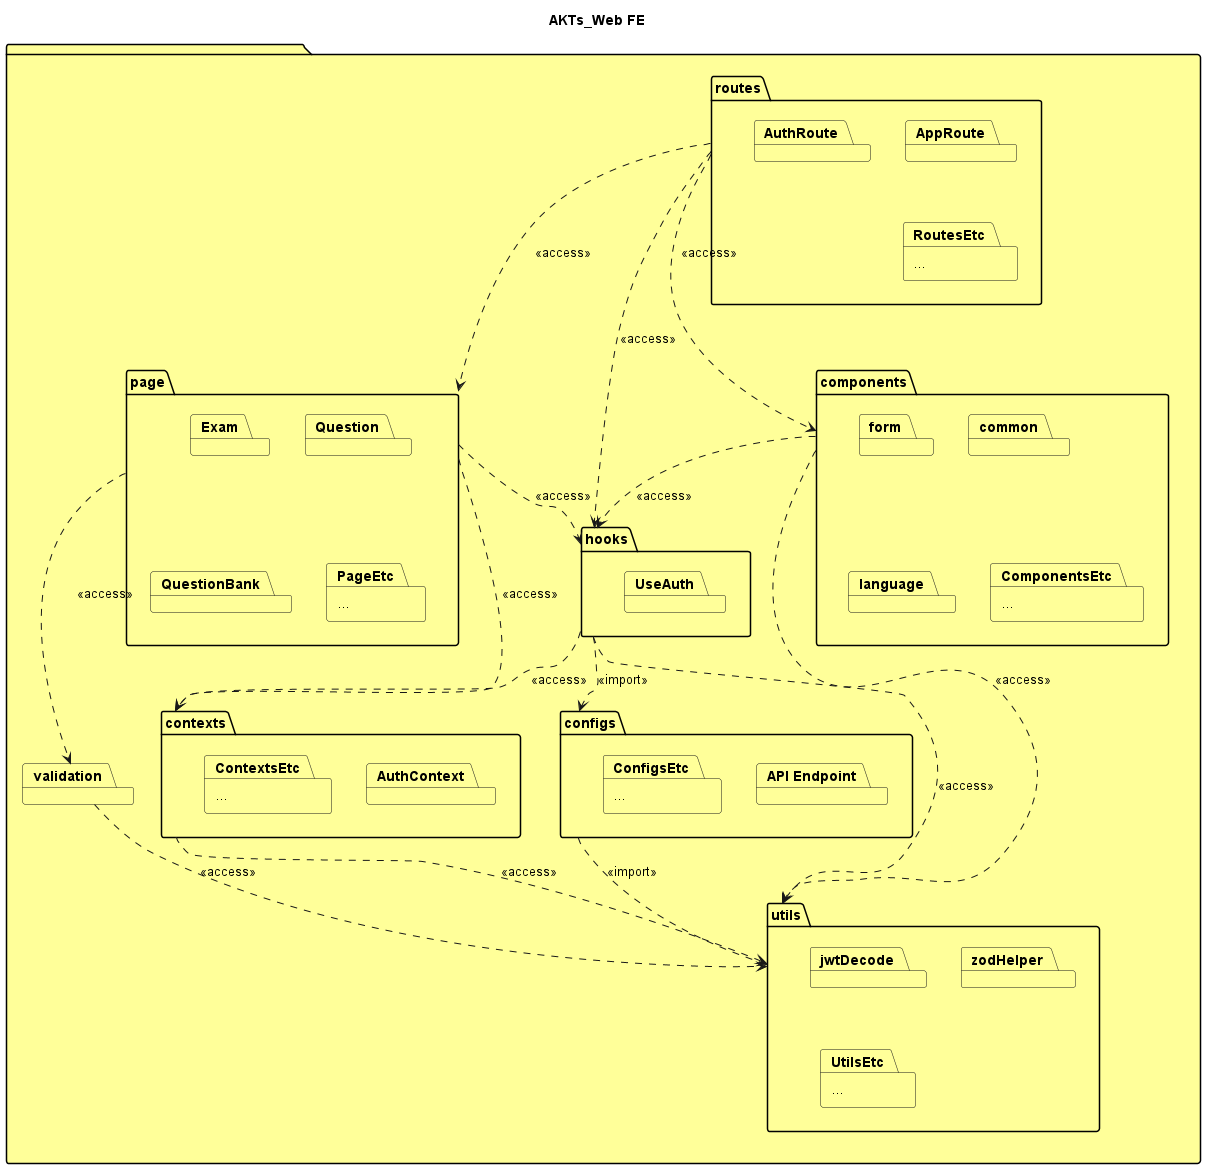 AKTs_Web FE
routes
AuthRoute
AppRoute
RoutesEtc
...
«access»
«access»
«access»
page
Exam
Question
QuestionBank
PageEtc
...
components
form
common
language
ComponentsEtc
...
«access»
«access»
hooks
UseAuth
«access»
«access»
«access»
«import»
«access»
contexts
ContextsEtc
...
AuthContext
configs
ConfigsEtc
...
API Endpoint
validation
«access»
«access»
«access»
«import»
utils
jwtDecode
zodHelper
UtilsEtc
...